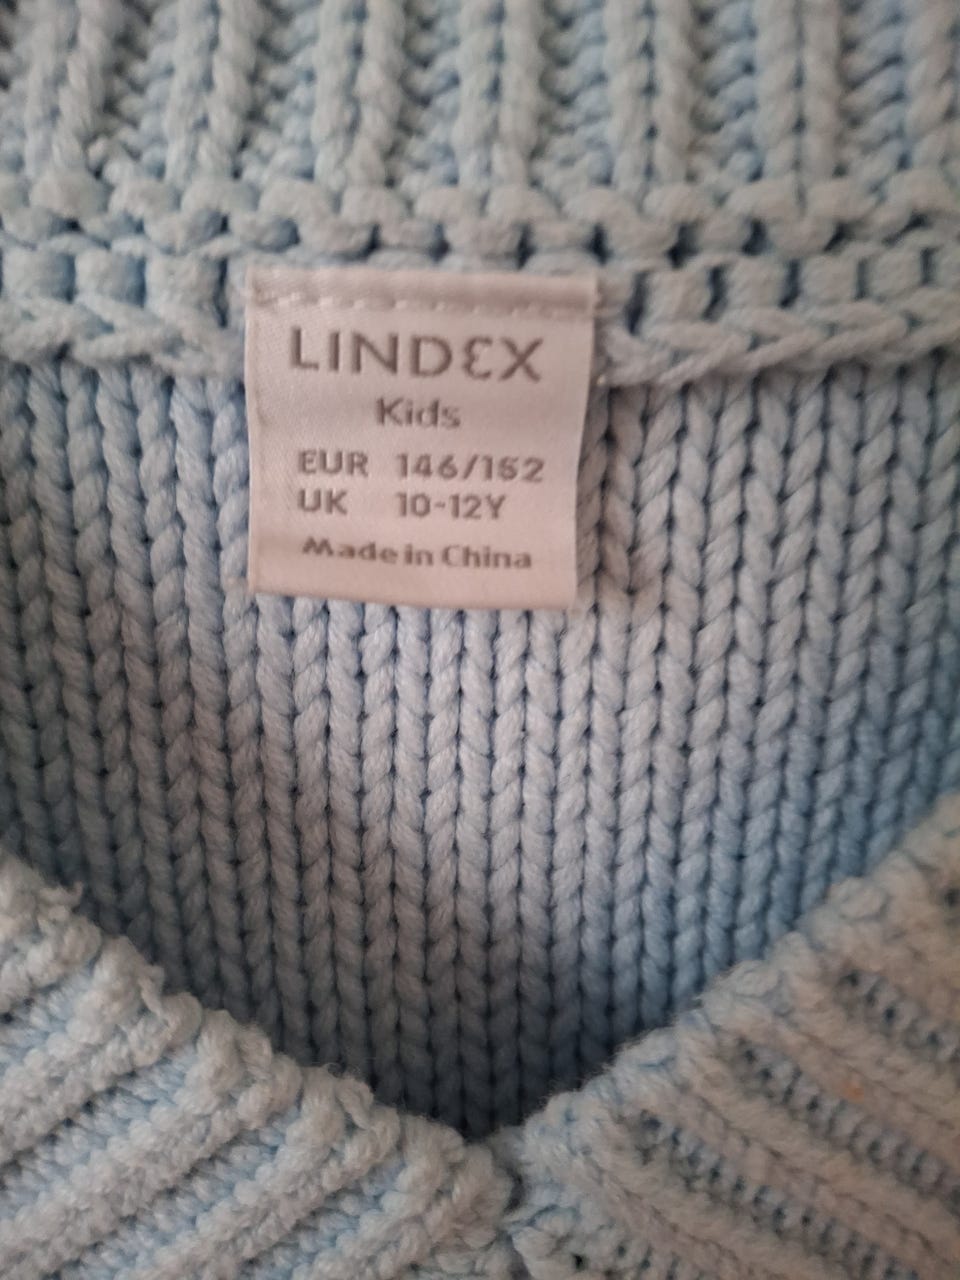 LINDEX
Kids
EUR 146/152
UK 10-12Y
Made in China